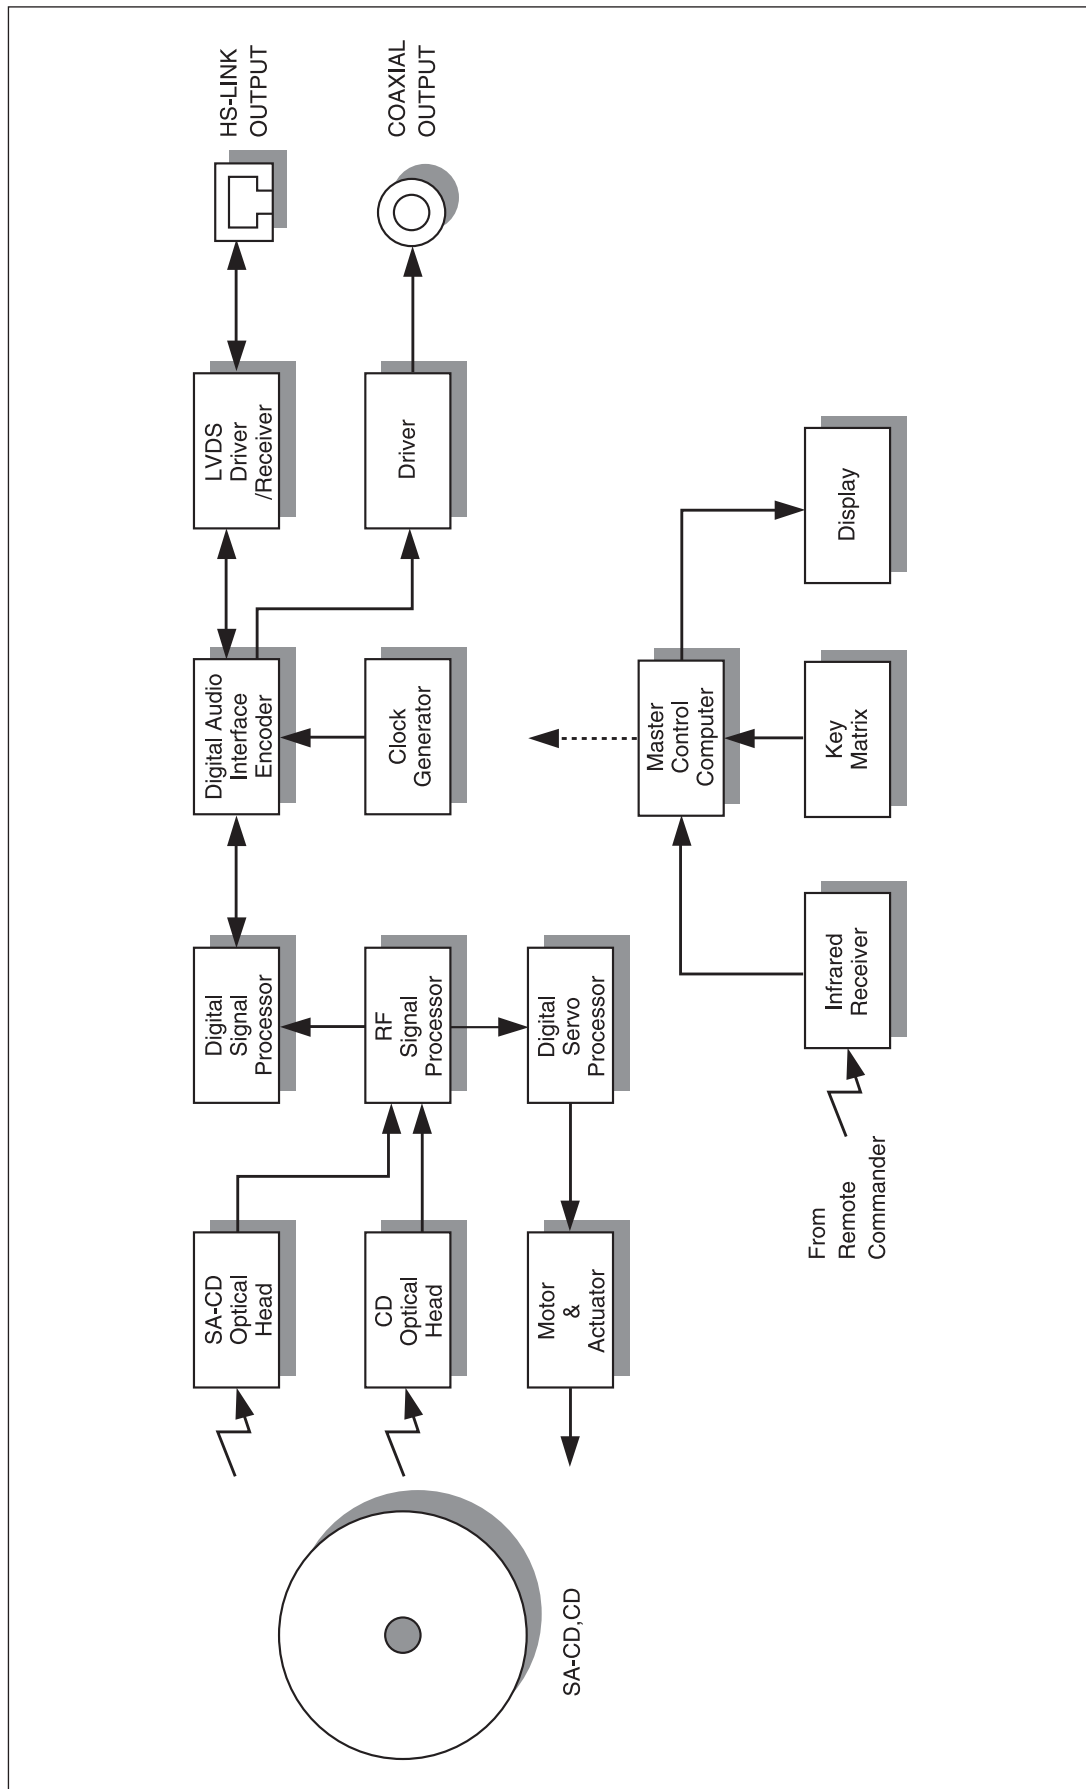 SA-CD
Optical
Head
Digital
Signal
Processor
Digital Audio
Interface
Encoder
LVDS
Driver
/Receiver
HS-LINK
OUTPUT
CD
Optical
Head
RF
Signal
Processor
Clock
Generator
Driver
COAXIAL
OUTPUT
SA-CD,CD
Motor
&
Actuator
Digital
Servo
Processor
Master
Control
Computer
From
Remote
Commander
Infrared
Receiver
Key
Matrix
Display